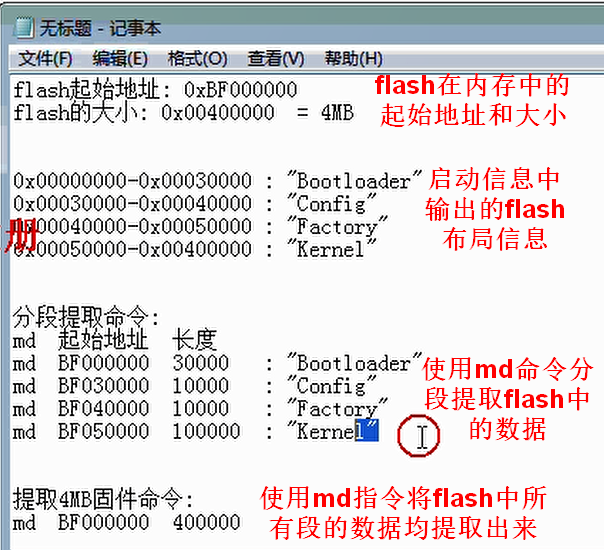 无标题 - 记事本
文件(F) 编辑(E) 格式(O) 查看(V) 帮助(H)
flash起始地址: 0xBF000000
flash的大小: 0x00400000 = 4MB
flash在内存中的
起始地址和大小
0x00000000-0x00030000 : "Bootloader"
0x00030000-0x00040000 : "Config"
0x00040000-0x00050000 : "Factory"
0x00050000-0x00400000 : "Kernel"
册
启动信息中
输出的flash
布局信息
分段提取命令:
md 起始地址 长度
md BF000000 30000 : "Bootloader"
md BF030000 10000 : "Config"
md BF040000 10000 : "Factory"
md BF050000 100000 : "Kernel"
使用md命令分
段提取flash中
的数据
提取4MB固件命令:
md BF000000 400000
使用md指令将flash中所
有段的数据均提取出来